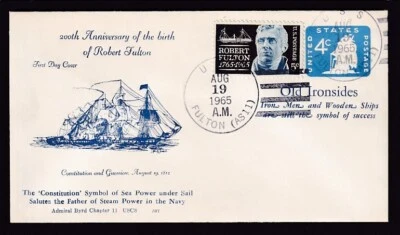 200th Anniversary of the birth
of Robert Fulton
First Day Cover
ROBERT
FULTON
1765·1965
U.S. POSTAGE
5c
UNITED STATES
4¢
POSTAGE
AUG
19
1965
A.M.
FULTON (AS11)
1965
A.M.
Old Ironsides
Iron Men and Wooden Ships
are still the symbol of success
Constitution and Guerriere August 19, 1812
The 'Constitution' Symbol of Sea Power under Sail
Salutes the Father of Steam Power in the Navy
Admiral Byrd Chapter 11 USCS